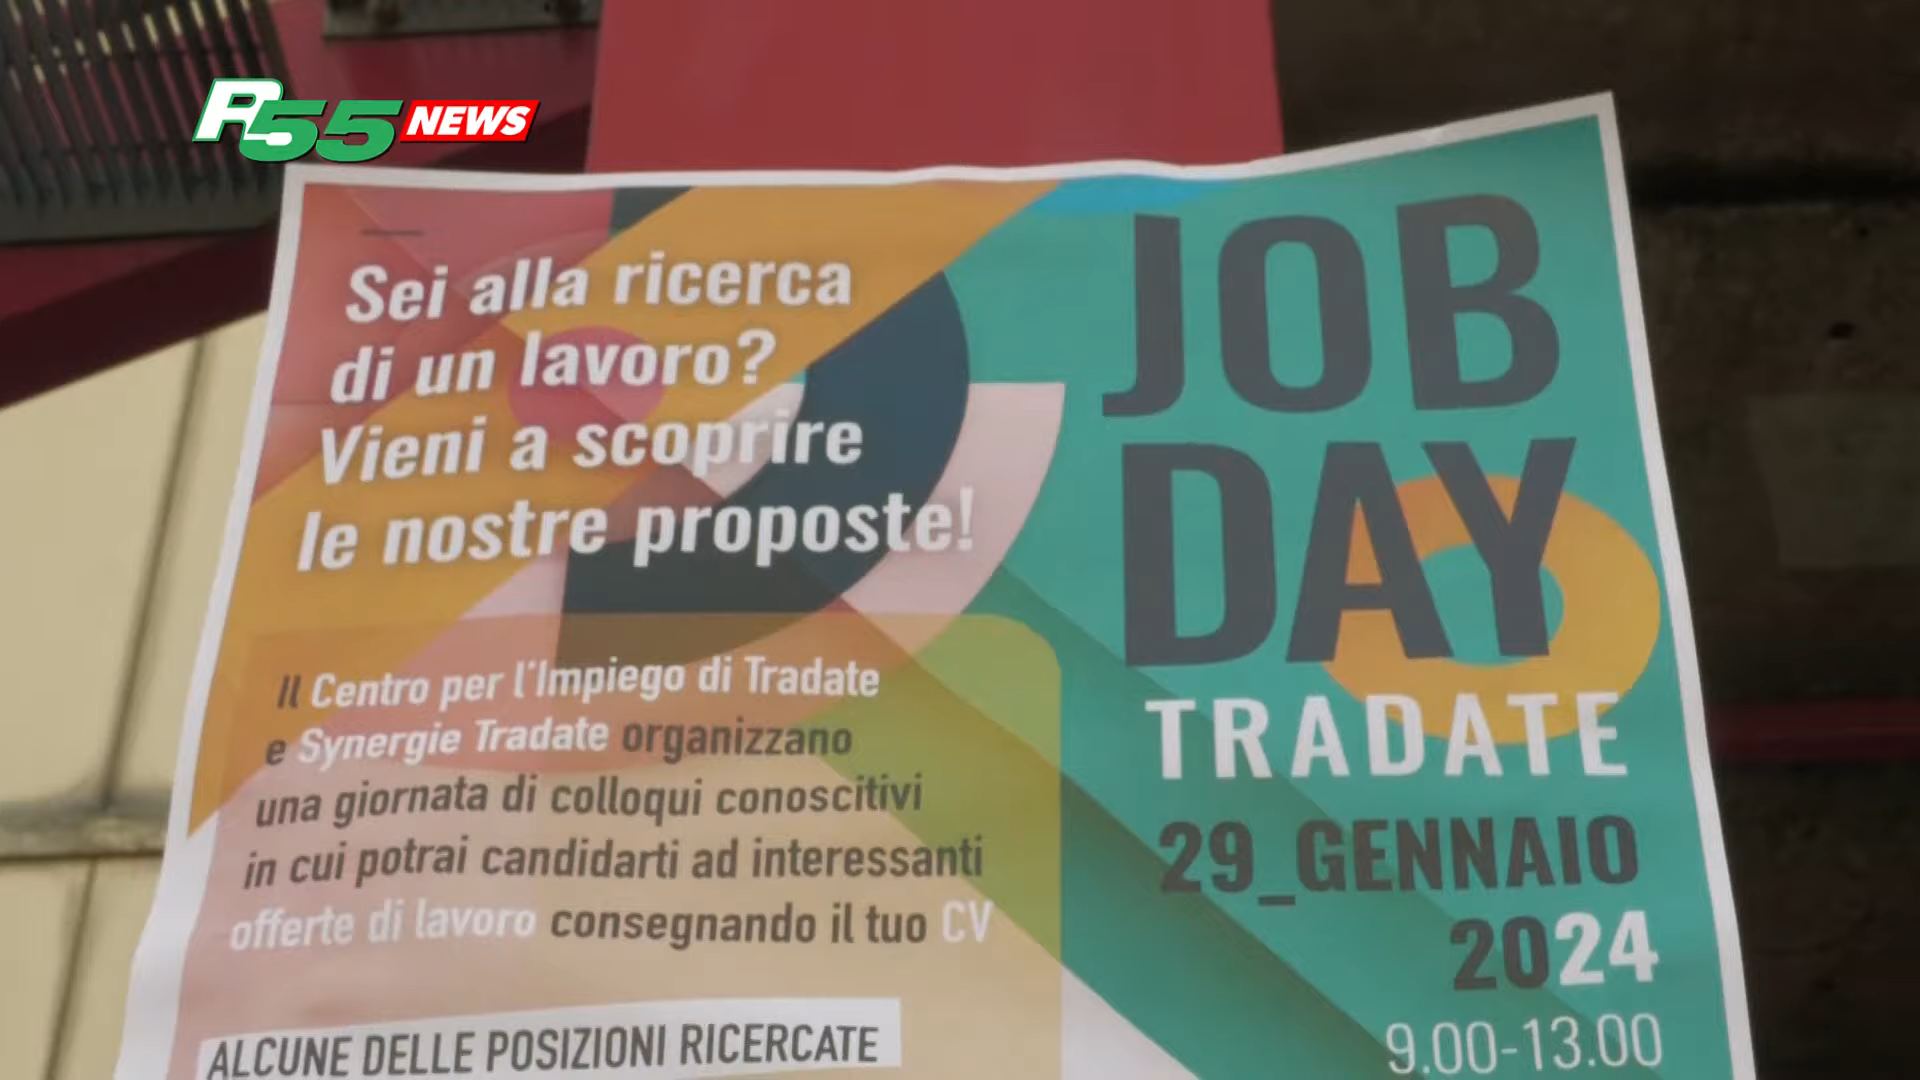 R55 NEWS
Sei alla ricerca
di un lavoro?
Vieni a scoprire
le nostre proposte!
Il Centro per l'Impiego di Tradate
e Synergie Tradate organizzano
una giornata di colloqui conoscitivi
in cui potrai candidarti ad interessanti
offerte di lavoro consegnando il tuo CV
ALCUNE DELLE POSIZIONI RICERCATE
JOB
DAY
TRADATE
29_GENNAIO
2024
9.00-13.00